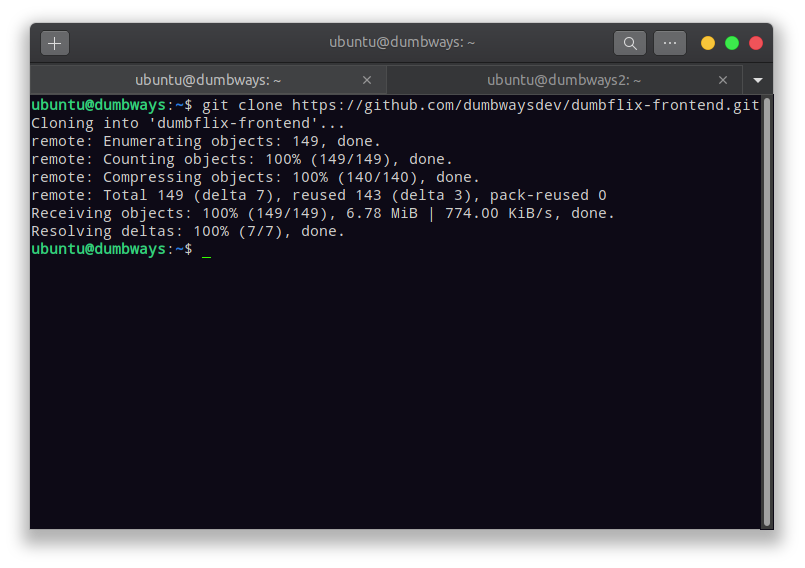 ubuntu@dumbways: ~
ubuntu@dumbways: ~
ubuntu@dumbways2: ~
ubuntu@dumbways:~$ git clone https://github.com/dumbwaysdev/dumbflix-frontend.git
Cloning into 'dumbflix-frontend'...
remote: Enumerating objects: 149, done.
remote: Counting objects: 100% (149/149), done.
remote: Compressing objects: 100% (140/140), done.
remote: Total 149 (delta 7), reused 143 (delta 3), pack-reused 0
Receiving objects: 100% (149/149), 6.78 MiB | 774.00 KiB/s, done.
Resolving deltas: 100% (7/7), done.
ubuntu@dumbways:~$ _